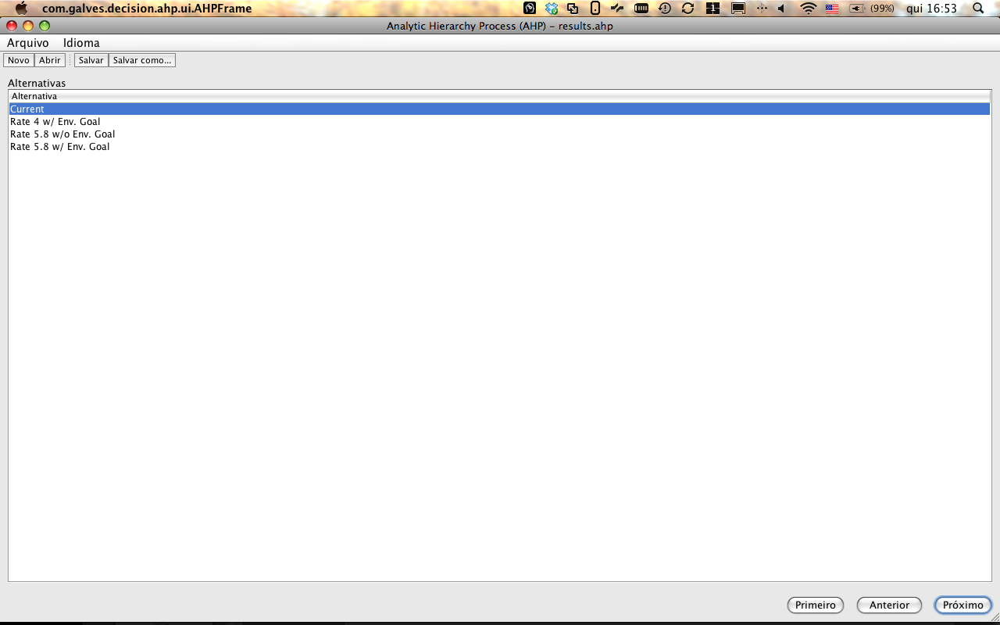 com.galves.decision.ahp.ui.AHPFrame 1 (99%) qui 16:53
Analytic Hierarchy Process (AHP) – results.ahp
Arquivo Idioma
Novo Abrir Salvar Salvar como...
Alternativas
Alternativa
Current
Rate 4 w/ Env. Goal
Rate 5.8 w/o Env. Goal
Rate 5.8 w/ Env. Goal
Primeiro Anterior Próximo